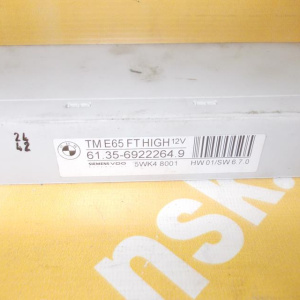 24
42
TM E65 FT HIGH 12V
61.35-6922264.9
SIEMENS VDO 5WK4 8001 HW 01/SW 6.7.0
nsk